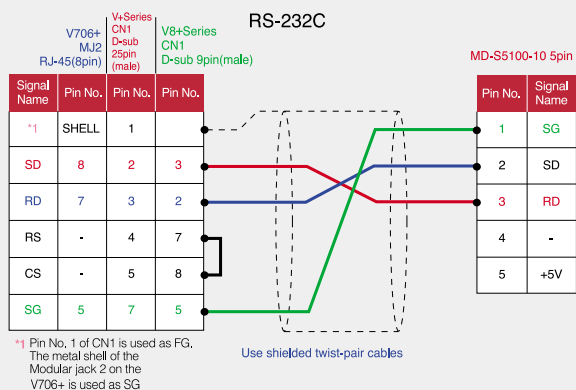 RS-232C
V706+
MJ2
RJ-45(8pin)
V+Series
CN1
D-sub
25pin
(male)
V8+Series
CN1
D-sub 9pin(male)
MD-S5100-10 5pin
Signal Name Pin No. Pin No. Pin No.
*1 SHELL 1
SD 8 2 3
RD 7 3 2
RS - 4 7
CS - 5 8
SG 5 7 5
Pin No. Signal Name
1 SG
2 SD
3 RD
4 -
5 +5V
*1 Pin No. 1 of CN1 is used as FG.
The metal shell of the
Modular jack 2 on the
V706+ is used as SG
Use shielded twist-pair cables